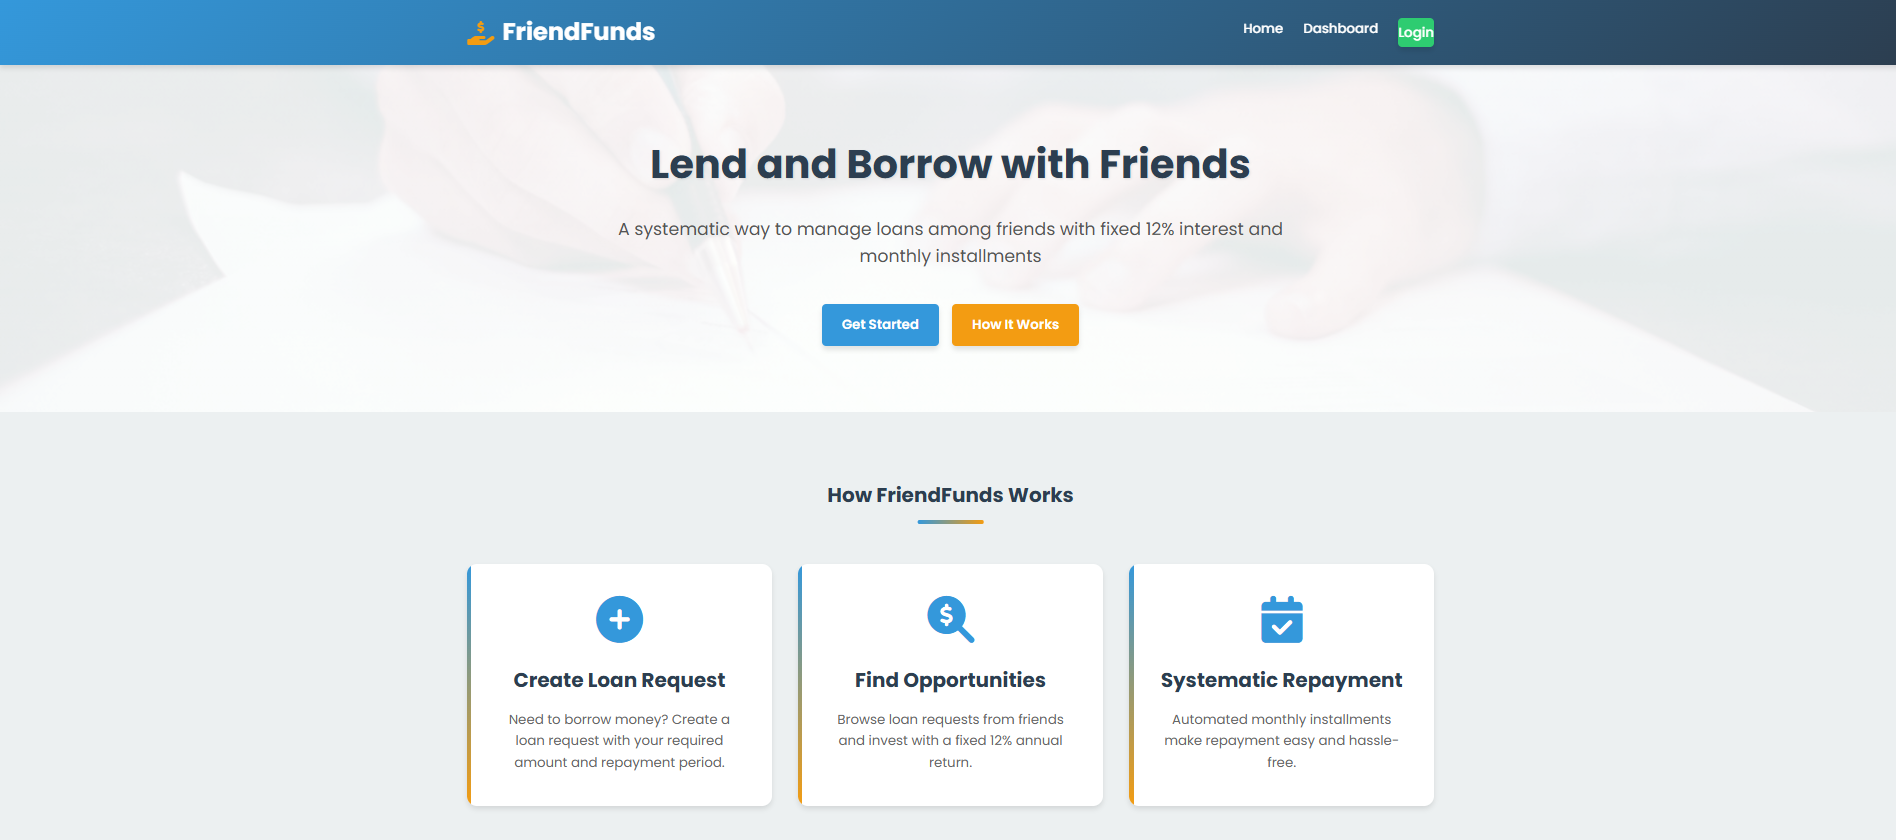 FriendFunds
Home
Dashboard
Login
Lend and Borrow with Friends
A systematic way to manage loans among friends with fixed 12% interest and
monthly installments
Get Started
How It Works
How FriendFunds Works
Create Loan Request
Need to borrow money? Create a
loan request with your required
amount and repayment period.
Find Opportunities
Browse loan requests from friends
and invest with a fixed 12% annual
return.
Systematic Repayment
Automated monthly installments
make repayment easy and hassle-
free.